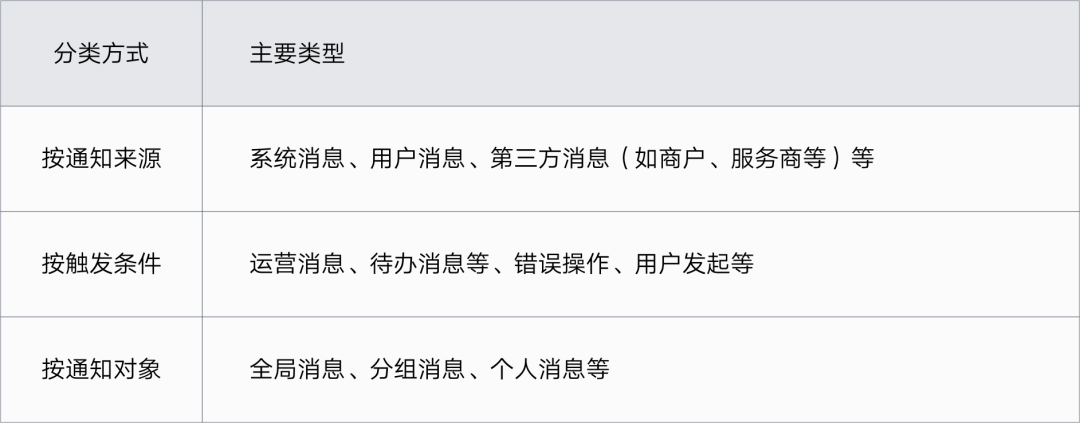 分类方式 主要类型
按通知来源 系统消息、用户消息、第三方消息（如商户、服务商等）等
按触发条件 运营消息、待办消息等、错误操作、用户发起等
按通知对象 全局消息、分组消息、个人消息等